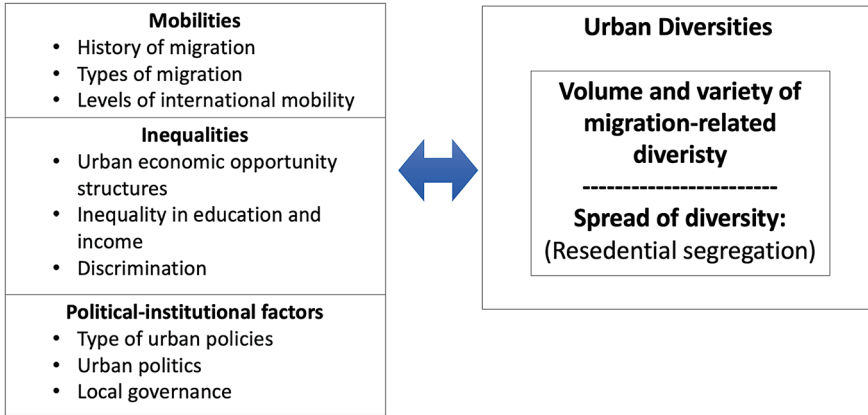 Mobilities
• History of migration
• Types of migration
• Levels of international mobility
Inequalities
• Urban economic opportunity
structures
• Inequality in education and
income
• Discrimination
Political-institutional factors
• Type of urban policies
• Urban politics
• Local governance
Urban Diversities
Volume and variety of
migration-related
diveristy
------------------------
Spread of diversity:
(Resedential segregation)